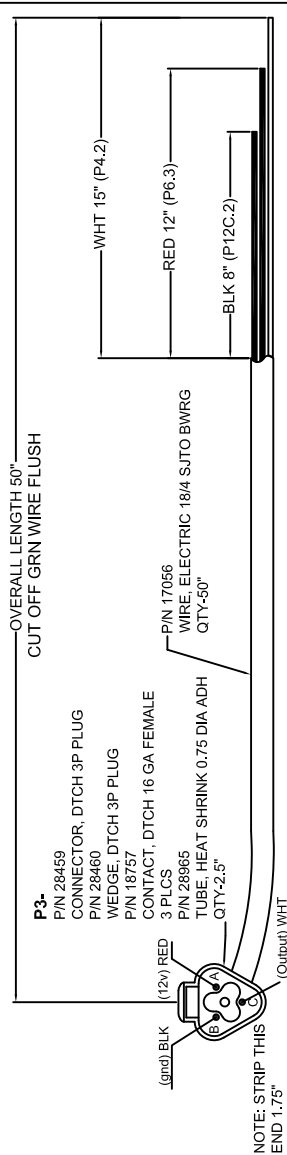 OVERALL LENGTH 50"
CUT OFF GRN WIRE FLUSH
WHT 15" (P4.2)
RED 12" (P6.3)
BLK 8" (P12C.2)
P3-
P/N 28459
CONNECTOR, DTCH 3P PLUG
P/N 28460
WEDGE, DTCH 3P PLUG
P/N 18757
CONTACT, DTCH 16 GA FEMALE
3 PLCS
P/N 28965
TUBE, HEAT SHRINK 0.75 DIA ADH
QTY-2.5"
P/N 17056
WIRE, ELECTRIC 18/4 SJTO BWRG
QTY-50"
(gnd) BLK
(12v) RED
B
A
C
(Output) WHT
NOTE: STRIP THIS
END 1.75"